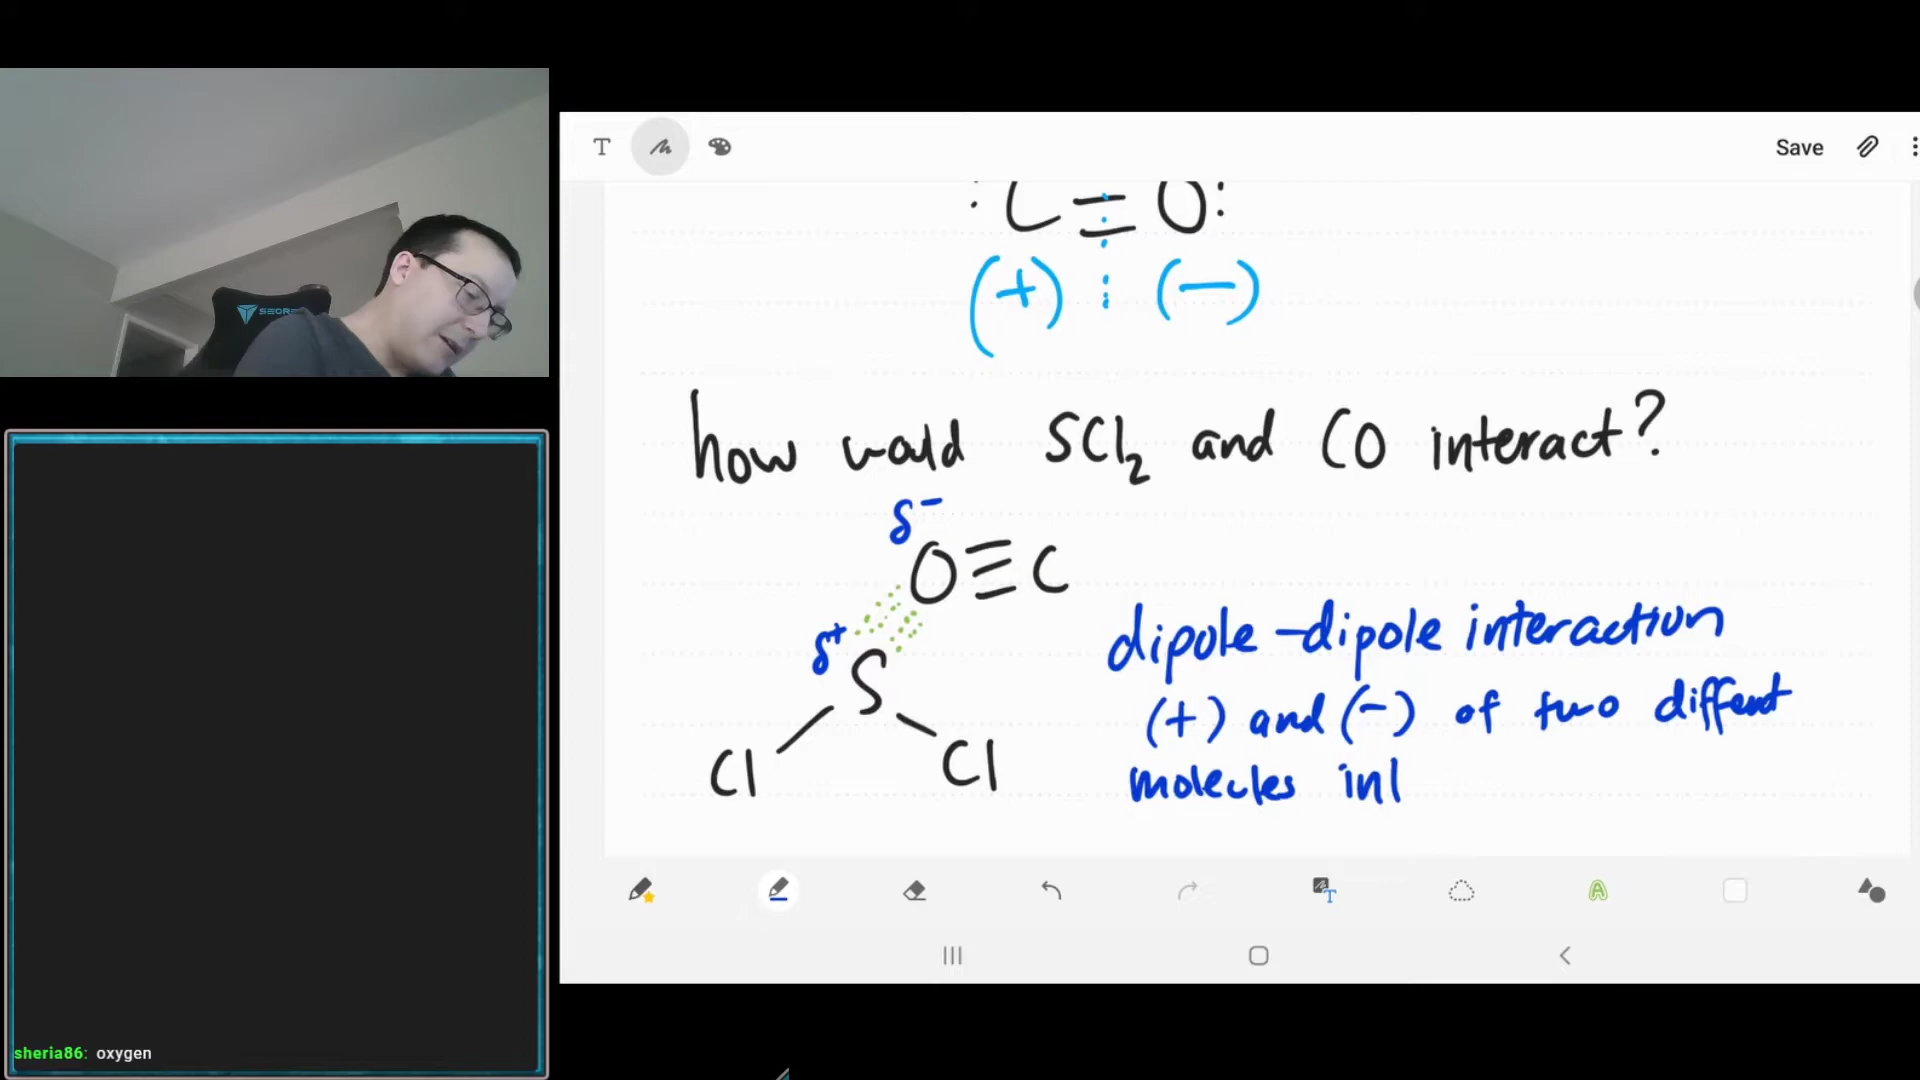 T
Save
:C≡O:
(+) (−)
how would SCl₂ and CO interact?
δ−
O≡C
δ+
S
Cl Cl
dipole-dipole interaction
(+) and (-) of two diffent
molecules in
sheria86: oxygen
T
A